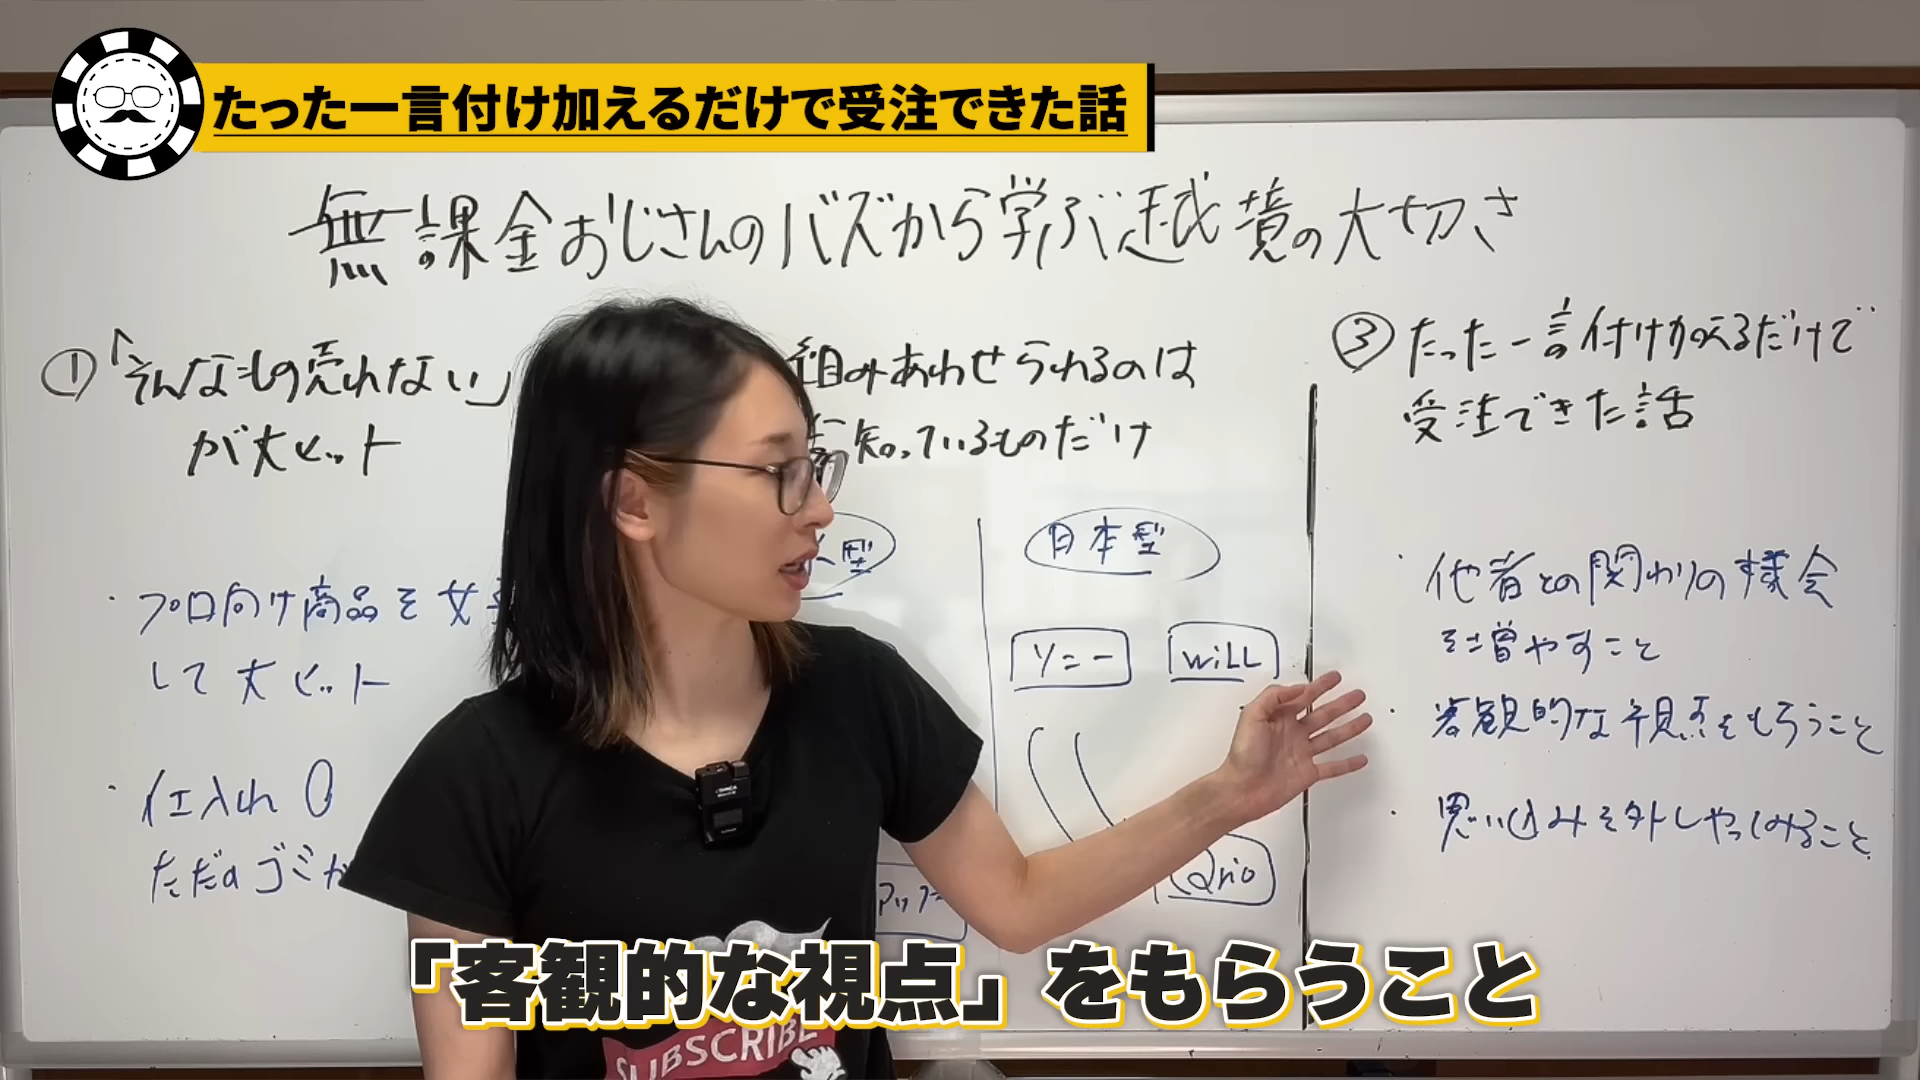 たった一言付け加えるだけで受注できた話
無課金おじさんのバズから学ぶ越境の大切さ
①「そんなもの売れない」
が大ヒット
・プロ向け商品を女
して大ヒット
・仕入れ0
ただのゴミが
組みあわせられるのは
知っているものだけ
型
日本型
ソニー
WiLL
Qrio
アップ
③たった一言付け加えるだけで
受注できた話
・他者との関わりの機会
を増やすこと
・客観的な視点をもらうこと
・思い込みを外しやってみること
SUBSCRIBE
「客観的な視点」をもらうこと